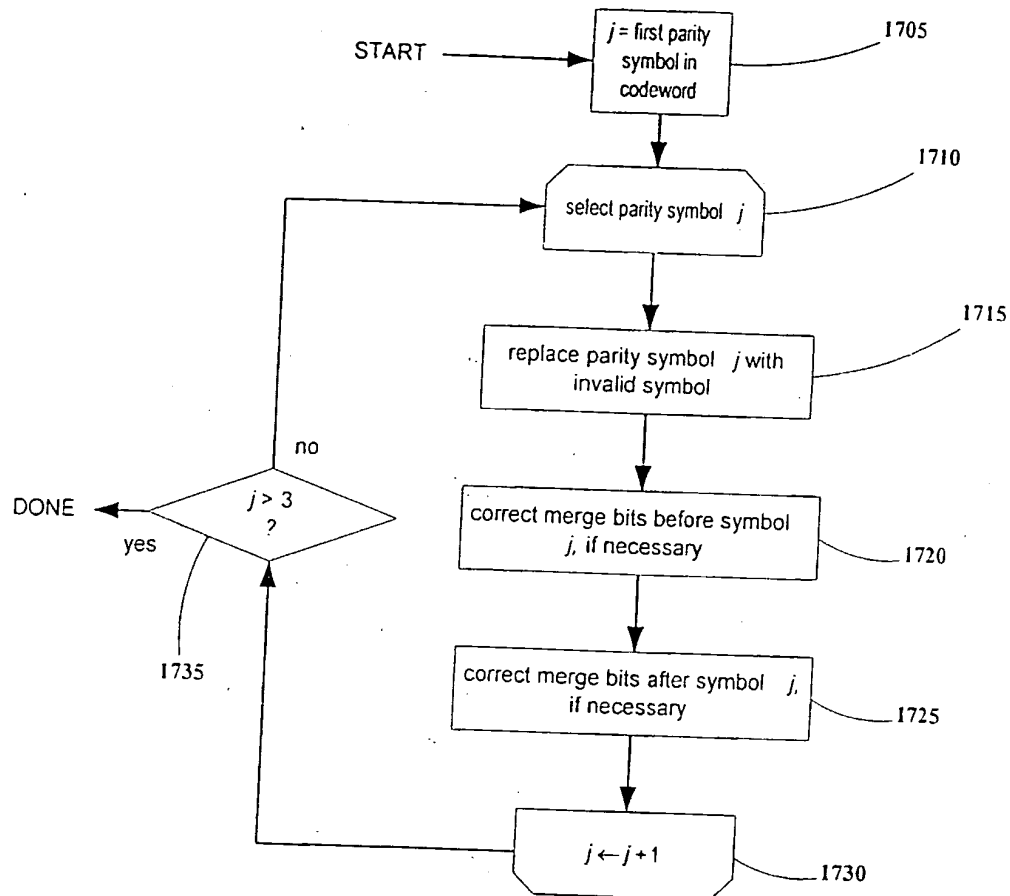 START
j = first parity
symbol in
codeword
1705
select parity symbol j
1710
replace parity symbol j with
invalid symbol
1715
correct merge bits before symbol
j, if necessary
1720
correct merge bits after symbol j,
if necessary
1725
j ← j + 1
1730
j > 3
?
no
yes
DONE
1735